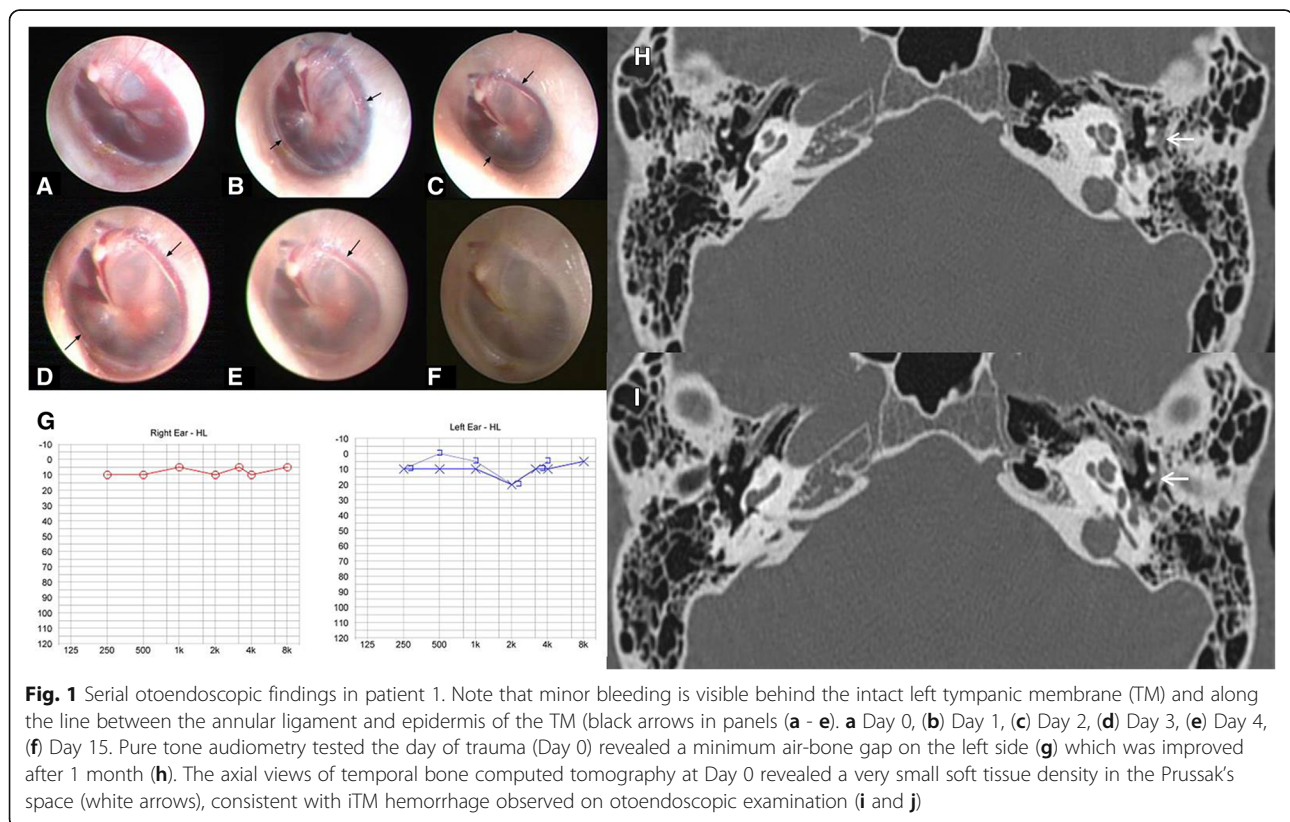 A
B
C
D
E
F
H
I
G
Right Ear - HL
-10
0
10
20
30
40
50
60
70
80
90
100
110
120
125 250 500 1k 2k 4k 8k
Left Ear - HL
-10
0
10
20
30
40
50
60
70
80
90
100
110
120
125 250 500 1k 2k 4k 8k
Fig. 1 Serial otoendoscopic findings in patient 1. Note that minor bleeding is visible behind the intact left tympanic membrane (TM) and along
the line between the annular ligament and epidermis of the TM (black arrows in panels (a - e). a Day 0, (b) Day 1, (c) Day 2, (d) Day 3, (e) Day 4,
(f) Day 15. Pure tone audiometry tested the day of trauma (Day 0) revealed a minimum air-bone gap on the left side (g) which was improved
after 1 month (h). The axial views of temporal bone computed tomography at Day 0 revealed a very small soft tissue density in the Prussak's
space (white arrows), consistent with iTM hemorrhage observed on otoendoscopic examination (i and j)